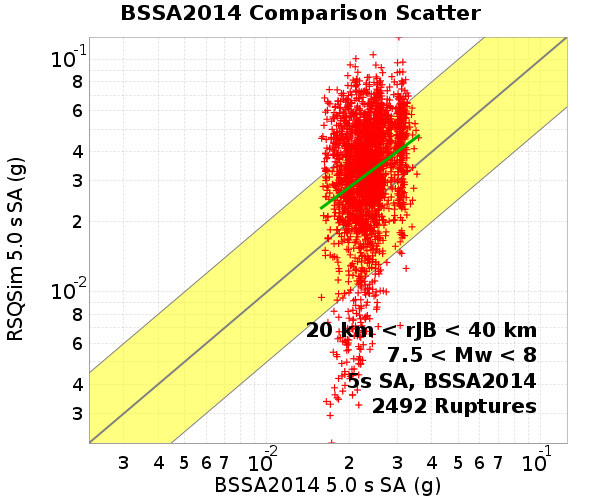 BSSA2014 Comparison Scatter
RSQSim 5.0 s SA (g)
10^-1
8
6
4
3
2
10^-2
8
6
4
3
20 km < rJB < 40 km
7.5 < Mw < 8
5s SA, BSSA2014
2492 Ruptures
3 4 5 6 7 10^-2 2 3 4 5 6 7 10^-1
BSSA2014 5.0 s SA (g)